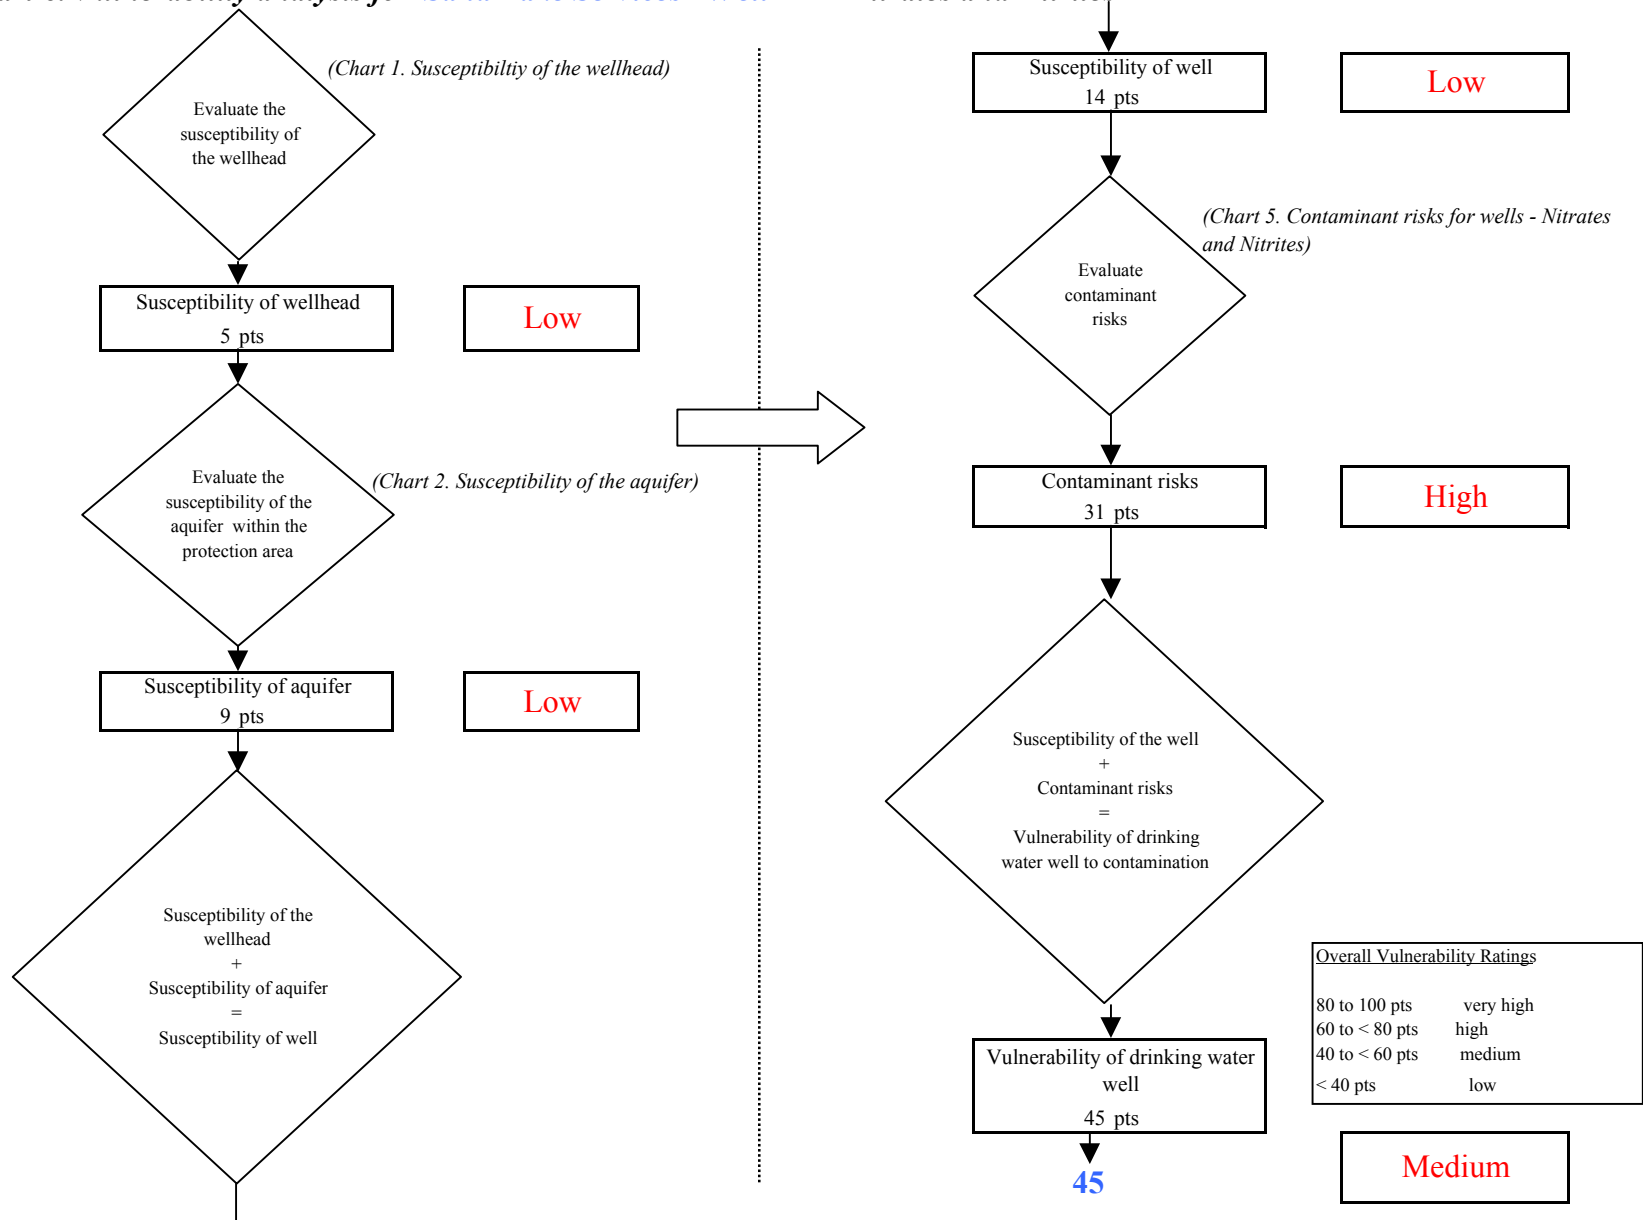 (Chart 1. Susceptibiltiy of the wellhead)
Evaluate the
susceptibility of
the wellhead
Susceptibility of wellhead
5 pts
Low
Evaluate the
susceptibility of the
aquifer within the
protection area
(Chart 2. Susceptibility of the aquifer)
Susceptibility of aquifer
9 pts
Low
Susceptibility of the
wellhead
+
Susceptibility of aquifer
=
Susceptibility of well
Susceptibility of well
14 pts
Low
(Chart 5. Contaminant risks for wells - Nitrates
and Nitrites)
Evaluate
contaminant
risks
Contaminant risks
31 pts
High
Susceptibility of the well
+
Contaminant risks
=
Vulnerability of drinking
water well to contamination
Overall Vulnerability Ratings
80 to 100 pts very high
60 to < 80 pts high
40 to < 60 pts medium
< 40 pts low
Vulnerability of drinking water
well
45 pts
45
Medium